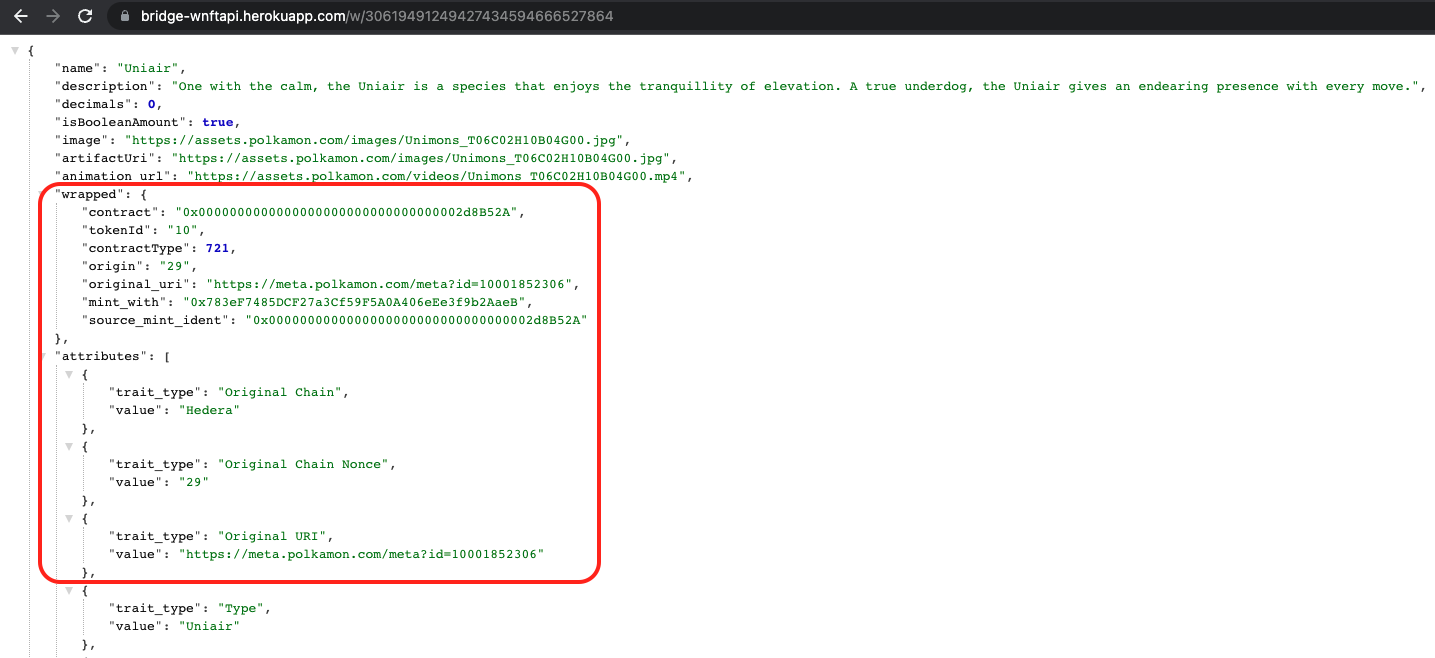 bridge-wnftapi.herokuapp.com/w/30619491249427434594666527864
{
"name": "Uniair",
"description": "One with the calm, the Uniair is a species that enjoys the tranquillity of elevation. A true underdog, the Uniair gives an endearing presence with every move.",
"decimals": 0,
"isBooleanAmount": true,
"image": "https://assets.polkamon.com/images/Unimons_T06C02H10B04G00.jpg",
"artifactUri": "https://assets.polkamon.com/images/Unimons_T06C02H10B04G00.jpg",
"animation_url": "https://assets.polkamon.com/videos/Unimons_T06C02H10B04G00.mp4",
"wrapped": {
"contract": "0x0000000000000000000000000000000002d8B52A",
"tokenId": "10",
"contractType": 721,
"origin": "29",
"original_uri": "https://meta.polkamon.com/meta?id=10001852306",
"mint_with": "0x783eF7485DCF27a3Cf59F5A0A406eEe3f9b2AaeB",
"source_mint_ident": "0x0000000000000000000000000000000002d8B52A"
},
"attributes": [
{
"trait_type": "Original Chain",
"value": "Hedera"
},
{
"trait_type": "Original Chain Nonce",
"value": "29"
},
{
"trait_type": "Original URI",
"value": "https://meta.polkamon.com/meta?id=10001852306"
},
{
"trait_type": "Type",
"value": "Uniair"
},